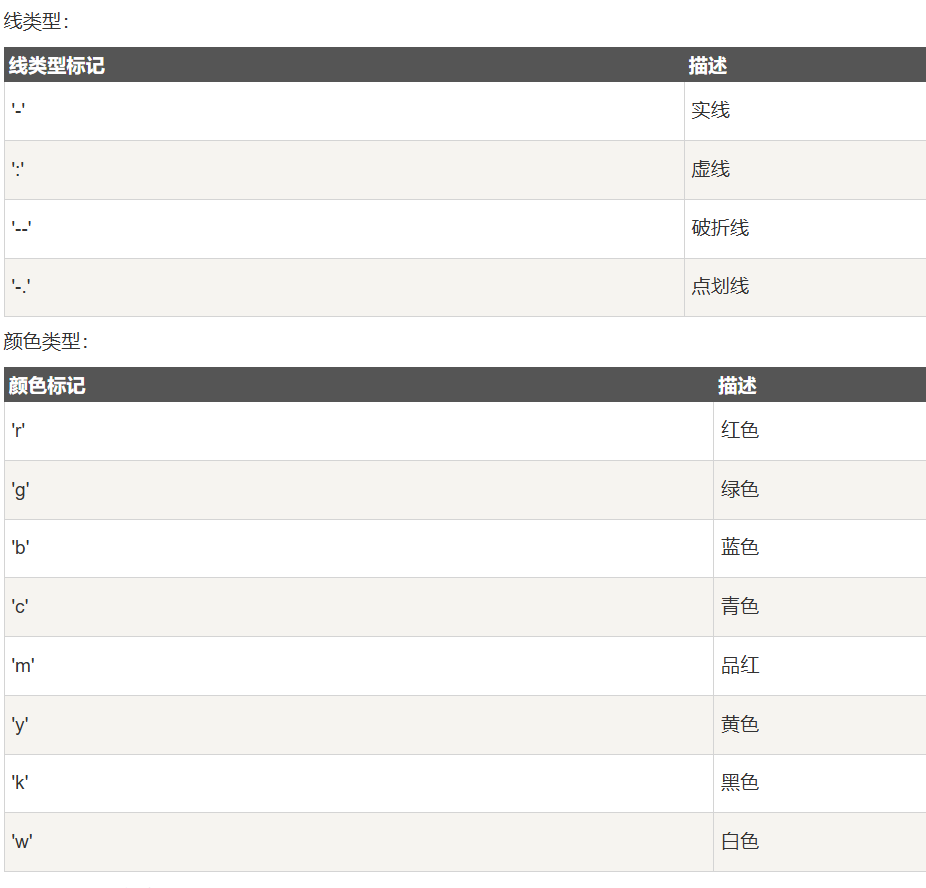 线类型：
线类型标记 描述
'-' 实线
':' 虚线
'--' 破折线
'-.' 点划线
颜色类型：
颜色标记 描述
'r' 红色
'g' 绿色
'b' 蓝色
'c' 青色
'm' 品红
'y' 黄色
'k' 黑色
'w' 白色